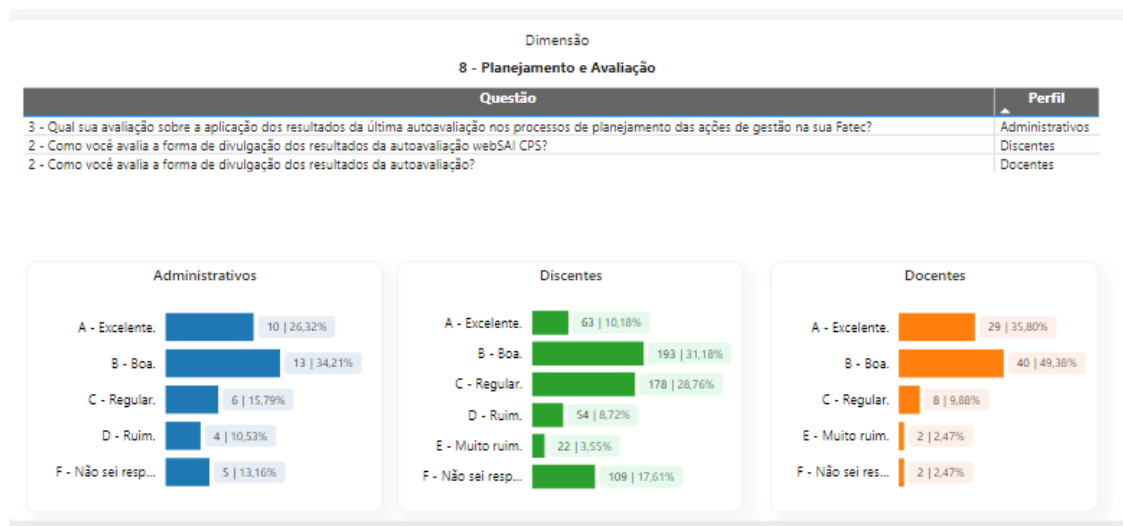 Dimensão
8 - Planejamento e Avaliação
Questão Perfil
3 - Qual sua avaliação sobre a aplicação dos resultados da última autoavaliação nos processos de planejamento das ações de gestão na sua Fatec? Administrativos
2 - Como você avalia a forma de divulgação dos resultados da autoavaliação webSAI CPS? Discentes
2 - Como você avalia a forma de divulgação dos resultados da autoavaliação? Docentes
Administrativos
A - Excelente. 10 | 26,32%
B - Boa. 13 | 34,21%
C - Regular. 6 | 15,79%
D - Ruim. 4 | 10,53%
F - Não sei resp... 5 | 13,16%
Discentes
A - Excelente. 63 | 10,18%
B - Boa. 193 | 31,18%
C - Regular. 178 | 28,76%
D - Ruim. 54 | 8,72%
E - Muito ruim. 22 | 3,55%
F - Não sei resp... 109 | 17,61%
Docentes
A - Excelente. 29 | 35,80%
B - Boa. 40 | 49,38%
C - Regular. 8 | 9,88%
E - Muito ruim. 2 | 2,47%
F - Não sei res... 2 | 2,47%